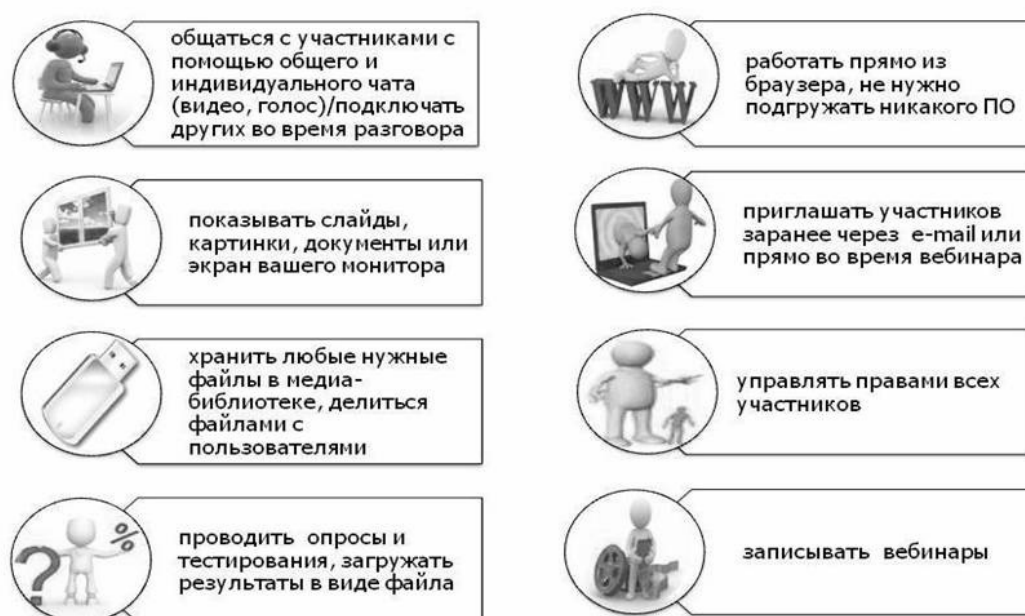 общаться с участниками с
помощью общего и
индивидуального чата
(видео, голос)/подключать
других во время разговора
показывать слайды,
картинки, документы или
экран вашего монитора
хранить любые нужные
файлы в медиа-
библиотеке, делиться
файлами с
пользователями
проводить опросы и
тестирования, загружать
результаты в виде файла
WWW
работать прямо из
браузера, не нужно
подгружать никакого ПО
приглашать участников
заранее через e-mail или
прямо во время вебинара
управлять правами всех
участников
записывать вебинары
? %